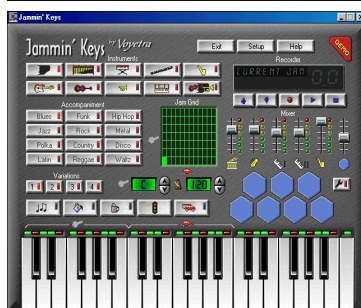 Jammin' Keys
Jammin' Keys by Voyetra
Exit Setup Help DEMO
Instruments
Recorder
CURRENT JAM 00
Accompaniment
Jam Grid
Mixer
Blues Funk Hip Hop
Jazz Rock Metal
Polka Country Disco
Latin Reggae Waltz
Variations
1 2 3 4
C 120